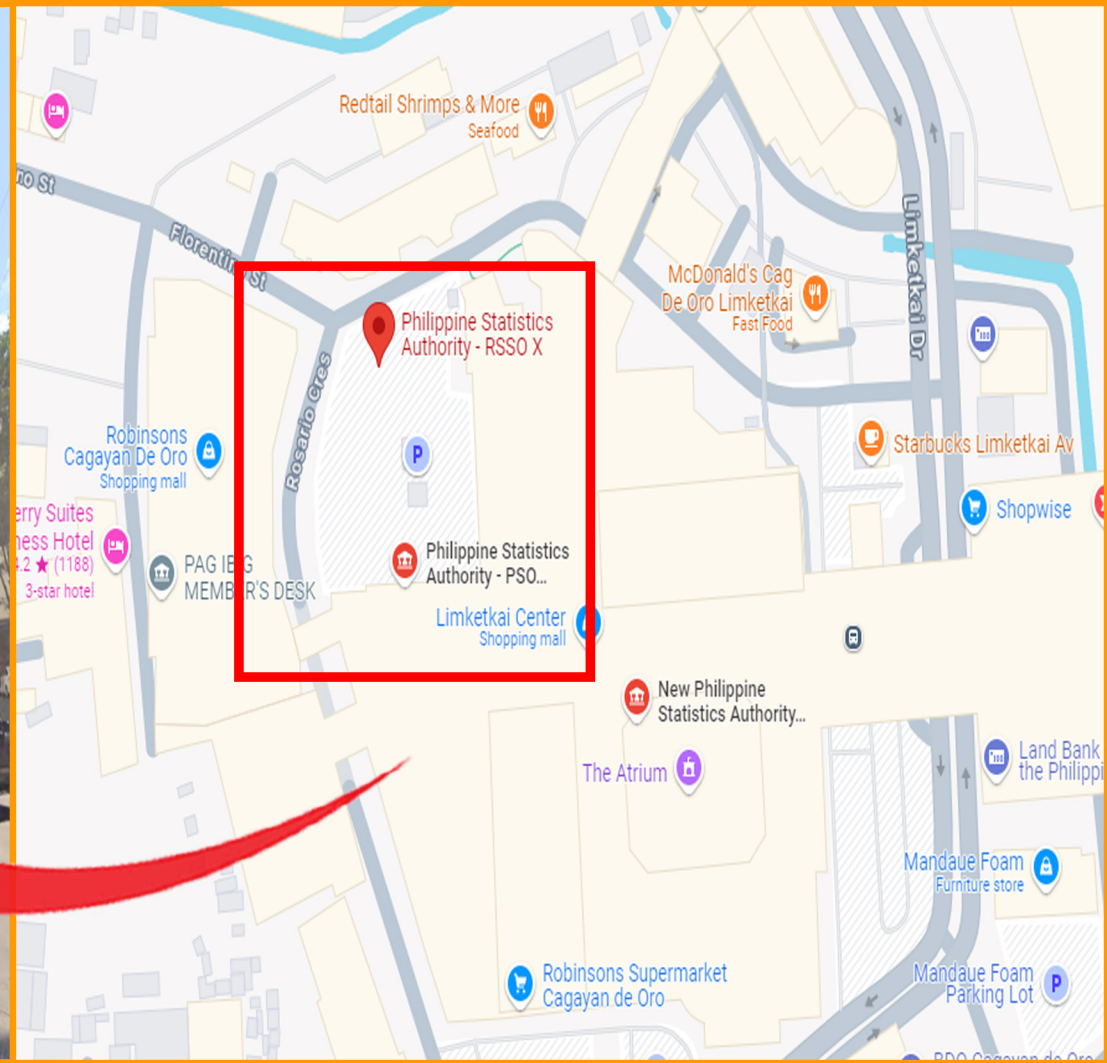 Redtail Shrimps & More
Seafood
no St
Florentino St
McDonald's Cag
De Oro Limketkai
Fast Food
Limketkai Dr
Philippine Statistics
Authority - RSSO X
Rosario Cres
Robinsons
Cagayan De Oro
Shopping mall
P
Starbucks Limketkai Av
erry Suites
ness Hotel
4.2 ★ (1188)
3-star hotel
Shopwise
PAG IBIG
MEMBER'S DESK
Philippine Statistics
Authority - PSO...
Limketkai Center
Shopping mall
New Philippine
Statistics Authority...
The Atrium
Land Bank
the Philippi
Mandaue Foam
Furniture store
Robinsons Supermarket
Cagayan de Oro
Mandaue Foam
Parking Lot
P
BDO Cagayan de Oro